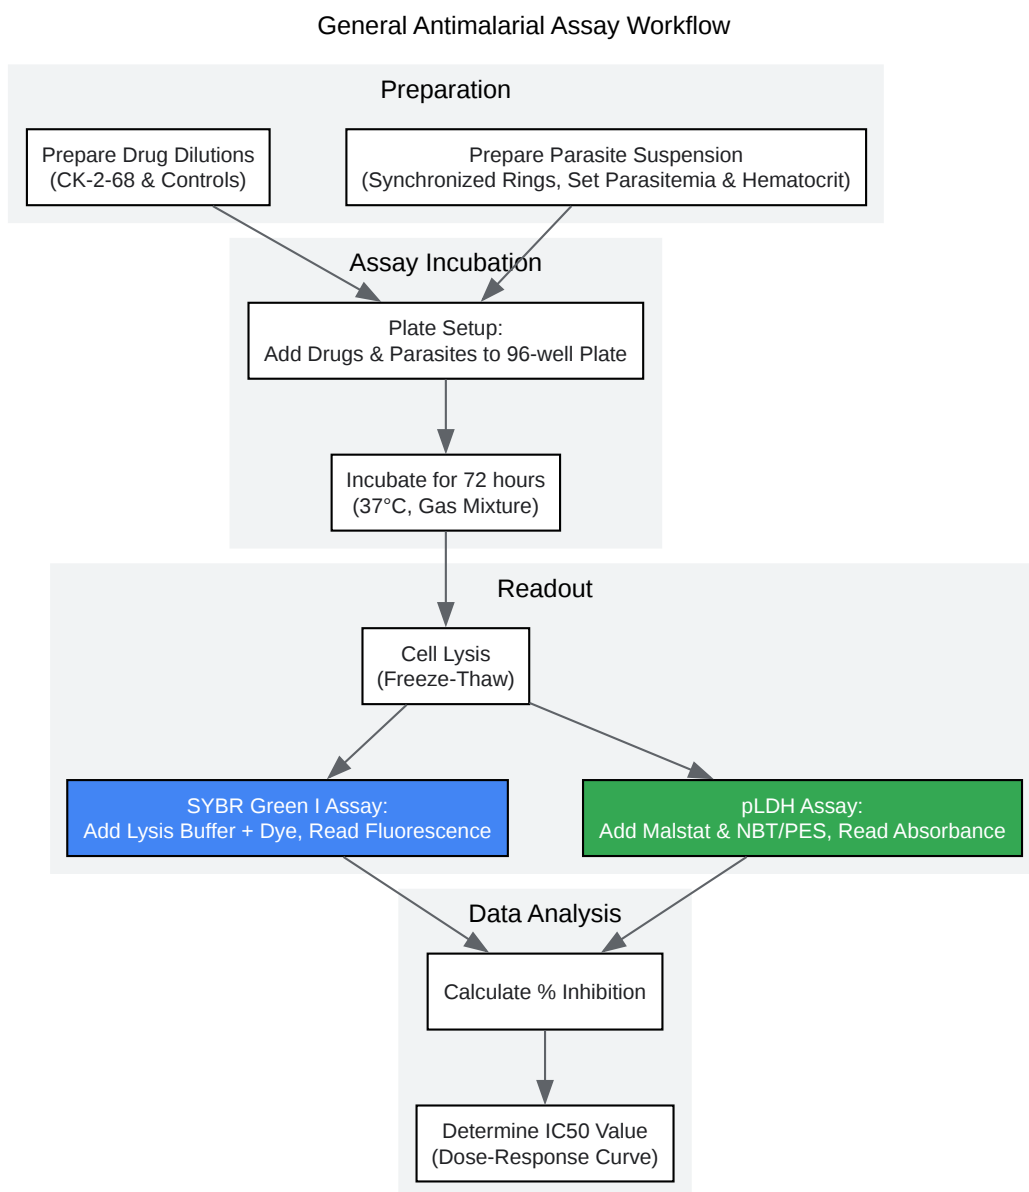 General Antimalarial Assay Workflow
Preparation
Prepare Drug Dilutions
(CK-2-68 & Controls)
Prepare Parasite Suspension
(Synchronized Rings, Set Parasitemia & Hematocrit)
Assay Incubation
Plate Setup:
Add Drugs & Parasites to 96-well Plate
Incubate for 72 hours
(37°C, Gas Mixture)
Readout
Cell Lysis
(Freeze-Thaw)
SYBR Green I Assay:
Add Lysis Buffer + Dye, Read Fluorescence
pLDH Assay:
Add Malstat & NBT/PES, Read Absorbance
Data Analysis
Calculate % Inhibition
Determine IC50 Value
(Dose-Response Curve)